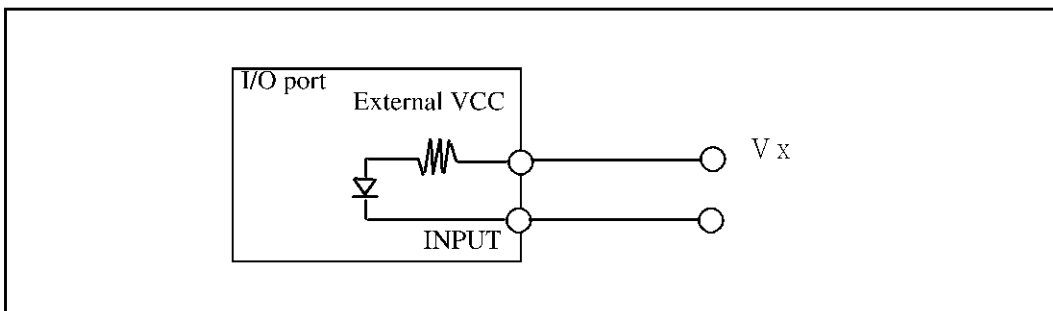 I/O port
External VCC
V x
INPUT